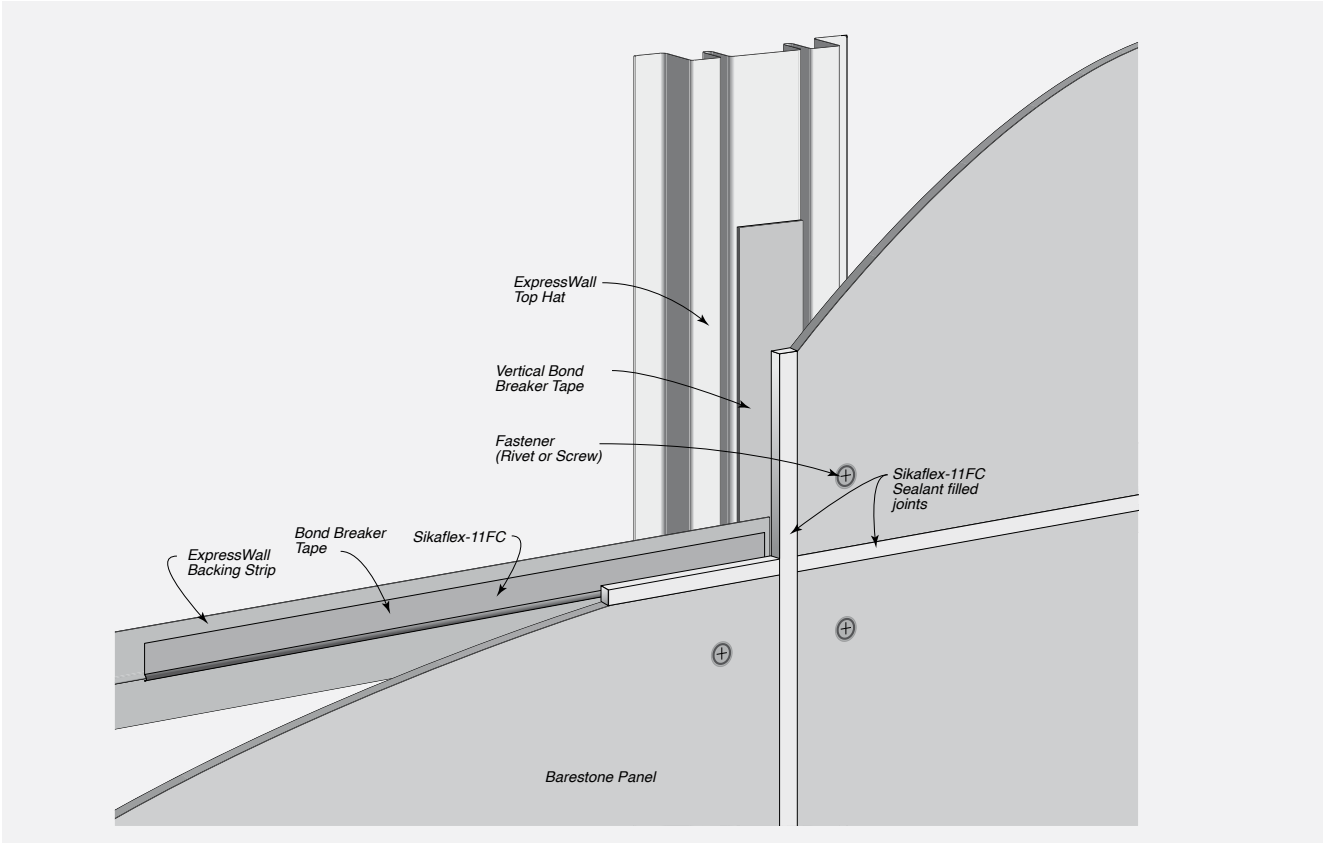 ExpressWall
Top Hat
Vertical Bond
Breaker Tape
Fastener
(Rivet or Screw)
Sikaflex-11FC
Sealant filled
joints
Bond Breaker
Tape
Sikaflex-11FC
ExpressWall
Backing Strip
Barestone Panel